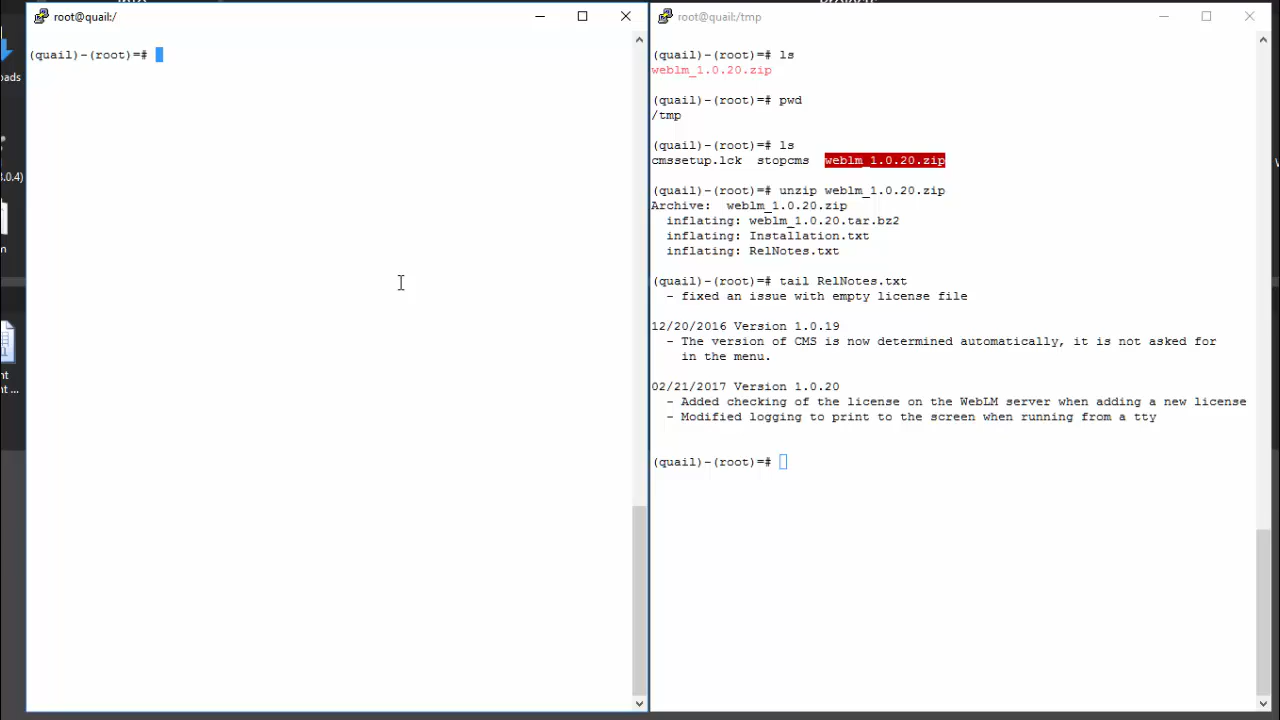 root@quail:/
(quail)-(root)=#
root@quail:/tmp
(quail)-(root)=# ls
weblm_1.0.20.zip
(quail)-(root)=# pwd
/tmp
(quail)-(root)=# ls
cmssetup.lck  stopcms  weblm_1.0.20.zip
(quail)-(root)=# unzip weblm_1.0.20.zip
Archive:  weblm_1.0.20.zip
  inflating: weblm_1.0.20.tar.bz2
  inflating: Installation.txt
  inflating: RelNotes.txt
(quail)-(root)=# tail RelNotes.txt
  - fixed an issue with empty license file
12/20/2016 Version 1.0.19
  - The version of CMS is now determined automatically, it is not asked for
    in the menu.
02/21/2017 Version 1.0.20
  - Added checking of the license on the WebLM server when adding a new license
  - Modified logging to print to the screen when running from a tty
(quail)-(root)=#
oads
.0.4)
n
nt
nt ...